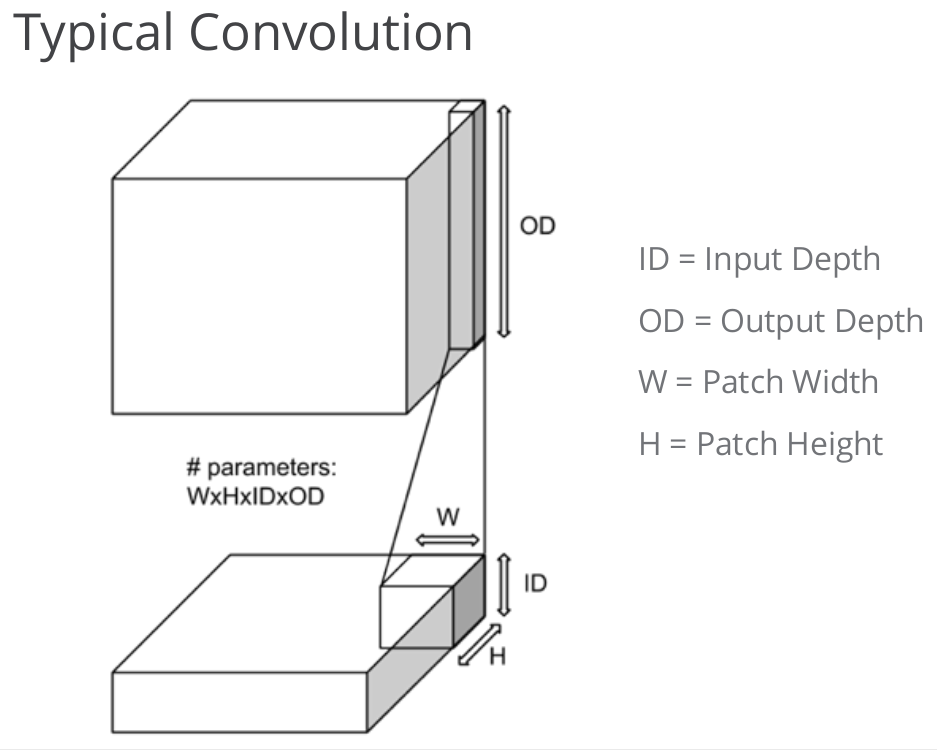 Typical Convolution
OD
ID = Input Depth
OD = Output Depth
W = Patch Width
H = Patch Height
# parameters:
WxHxIDxOD
W
ID
H